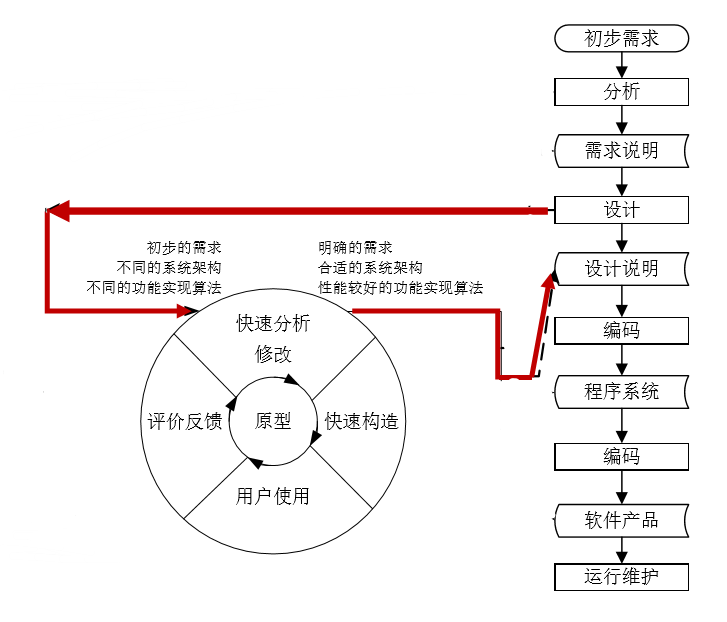 初步需求
分析
需求说明
设计
初步的需求
不同的系统架构
不同的功能实现算法
明确的需求
合适的系统架构
性能较好的功能实现算法
设计说明
快速分析
修改
编码
程序系统
评价反馈
原型
快速构造
编码
用户使用
软件产品
运行维护